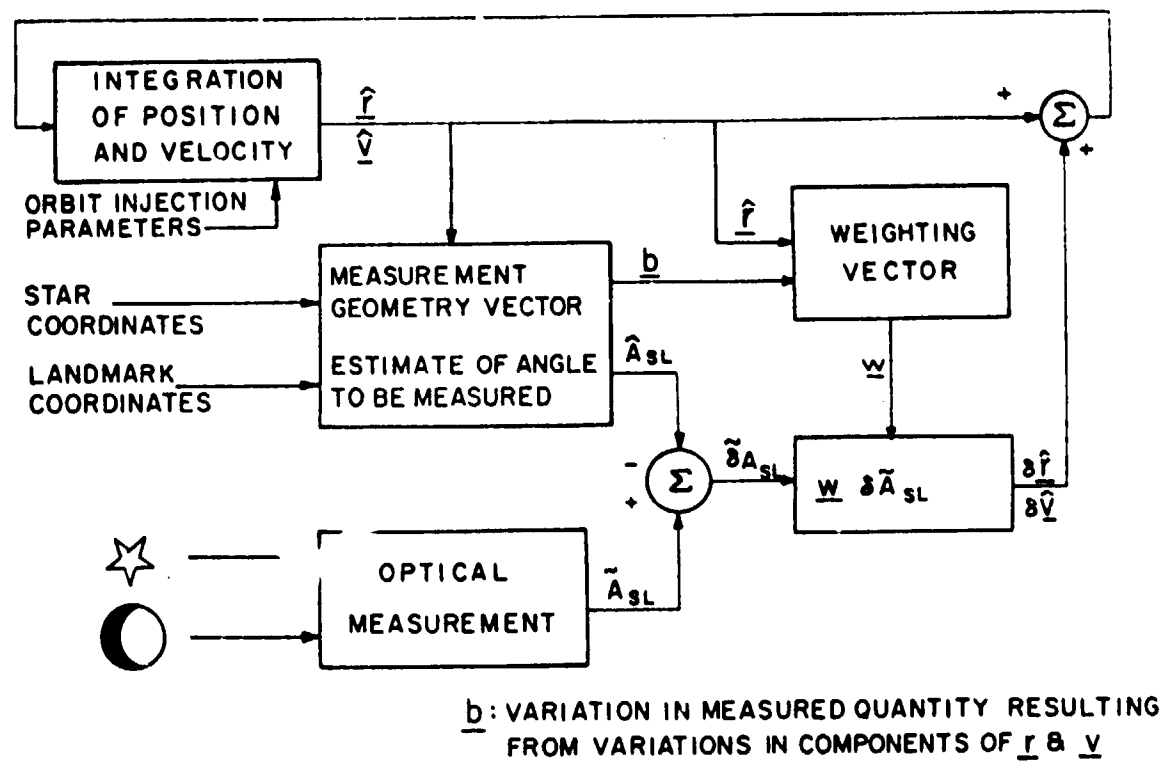 INTEGRATION
OF POSITION
AND VELOCITY
r̂
v̂
+
Σ
+
ORBIT INJECTION
PARAMETERS
r̂
WEIGHTING
VECTOR
STAR
COORDINATES
MEASUREMENT
GEOMETRY VECTOR
b
LANDMARK
COORDINATES
ESTIMATE OF ANGLE
TO BE MEASURED
Â SL
w
-
+
Σ
δ̃A SL
w δÃ SL
δr̂
δv̂
OPTICAL
MEASUREMENT
Ã SL
b: VARIATION IN MEASURED QUANTITY RESULTING
FROM VARIATIONS IN COMPONENTS OF r & v